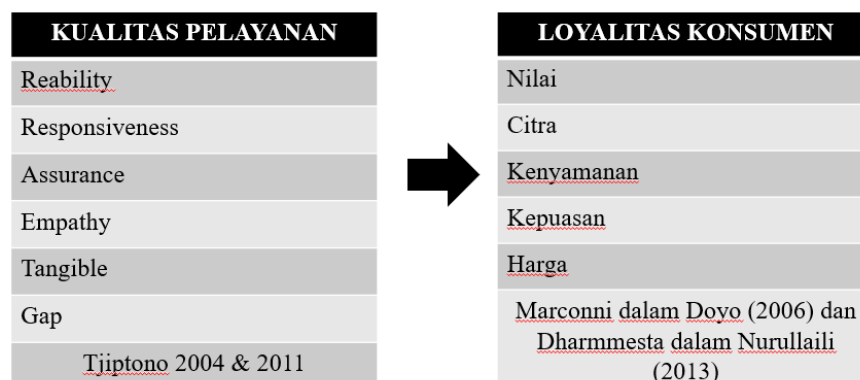 KUALITAS PELAYANAN
Reability
Responsiveness
Assurance
Empathy
Tangible
Gap
Tjiptono 2004 & 2011
LOYALITAS KONSUMEN
Nilai
Citra
Kenyamanan
Kepuasan
Harga
Marconni dalam Doyo (2006) dan
Dharmmesta dalam Nurullaili
(2013)